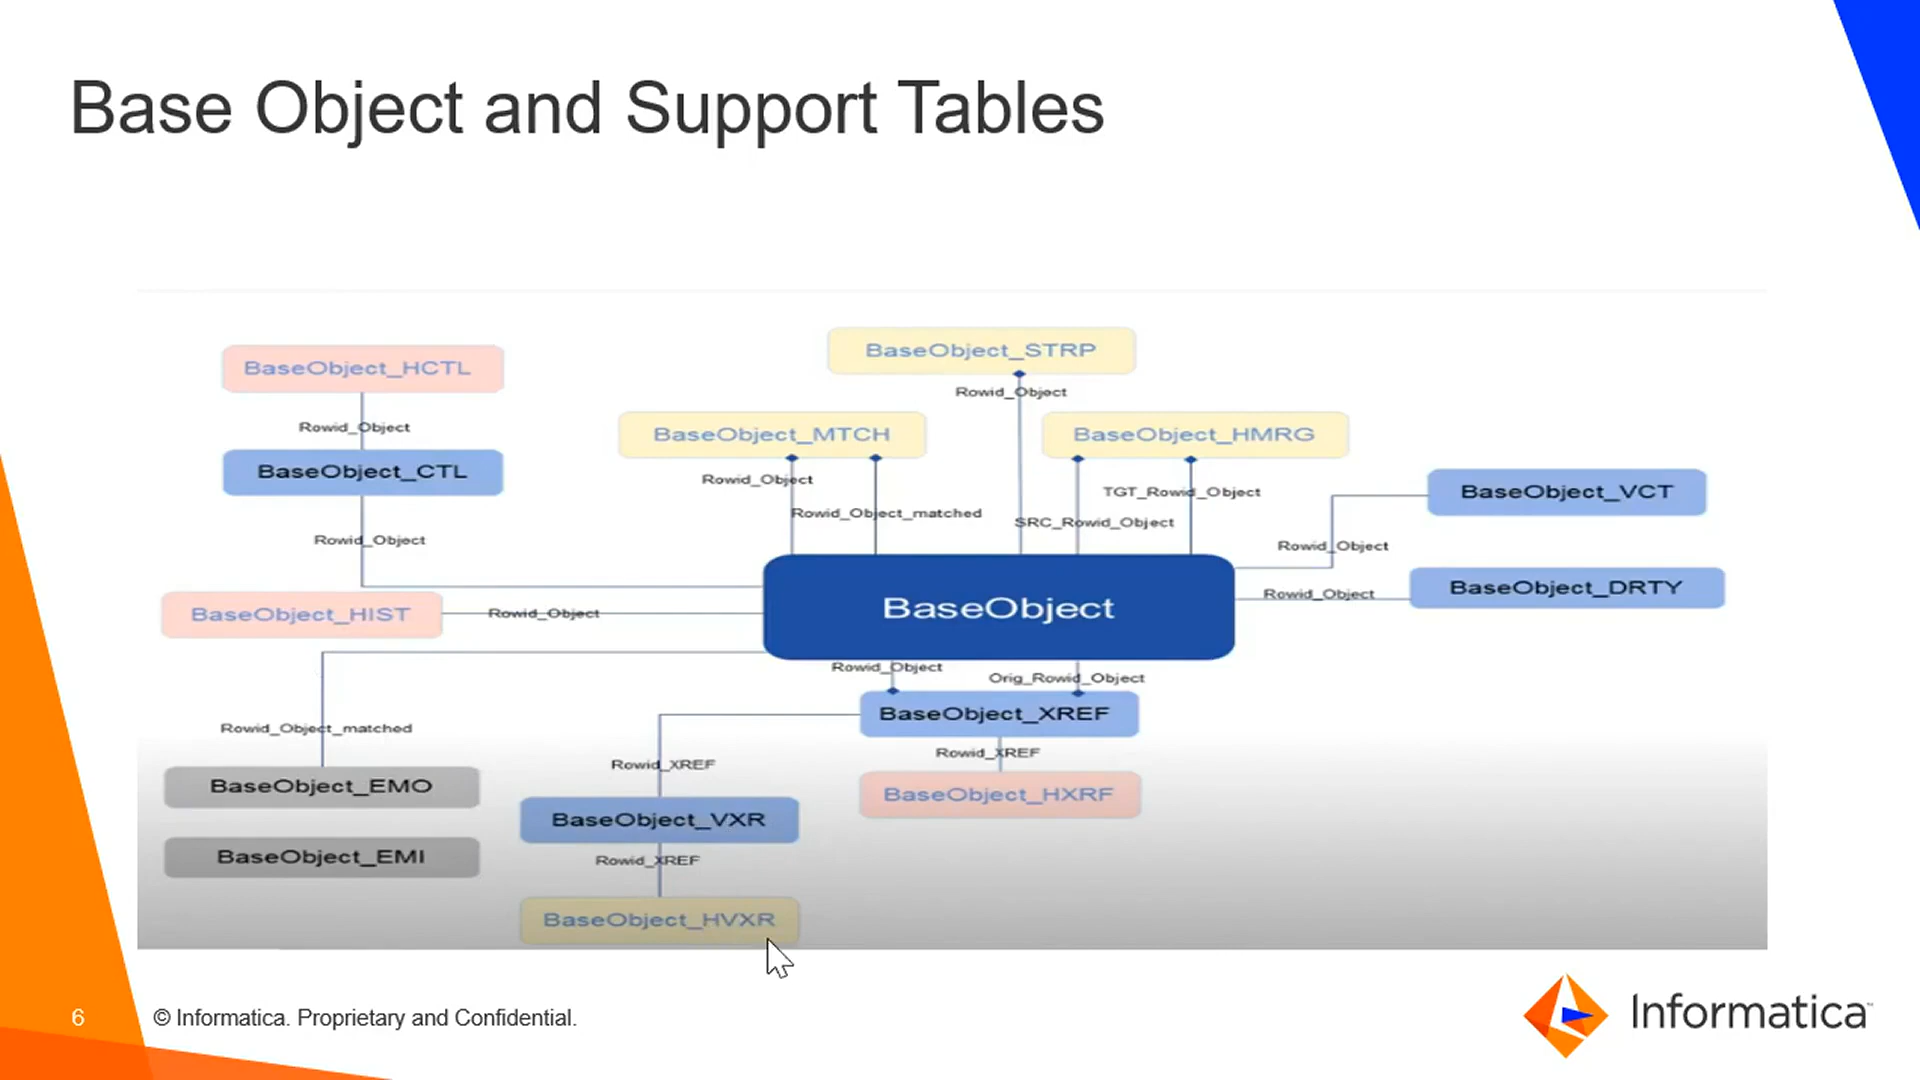 Base Object and Support Tables
BaseObject_HCTL
Rowid_Object
BaseObject_CTL
Rowid_Object
BaseObject_STRP
Rowid_Object
BaseObject_MTCH
Rowid_Object
Rowid_Object_matched
BaseObject_HMRG
TGT_Rowid_Object
SRC_Rowid_Object
BaseObject_VCT
Rowid_Object
BaseObject_DRTY
Rowid_Object
BaseObject_HIST
Rowid_Object
BaseObject
Rowid_Object
Orig_Rowid_Object
BaseObject_XREF
Rowid_XREF
BaseObject_HXRF
Rowid_Object_matched
BaseObject_EMO
BaseObject_EMI
Rowid_XREF
BaseObject_VXR
Rowid_XREF
BaseObject_HVXR
6
© Informatica. Proprietary and Confidential.
Informatica™